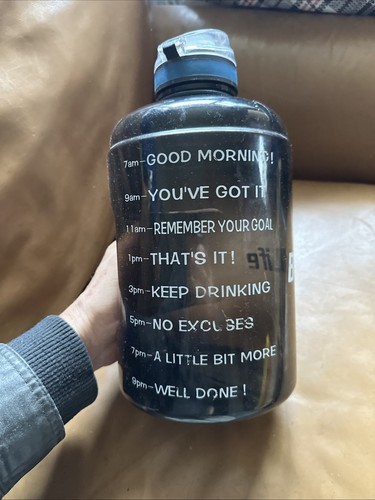 7am-GOOD MORNING!
9am-YOU'VE GOT IT
11am-REMEMBER YOUR GOAL
1pm-THAT'S IT!
3pm-KEEP DRINKING
5pm-NO EXCUSES
7pm-A LITTLE BIT MORE
9pm-WELL DONE!
Life